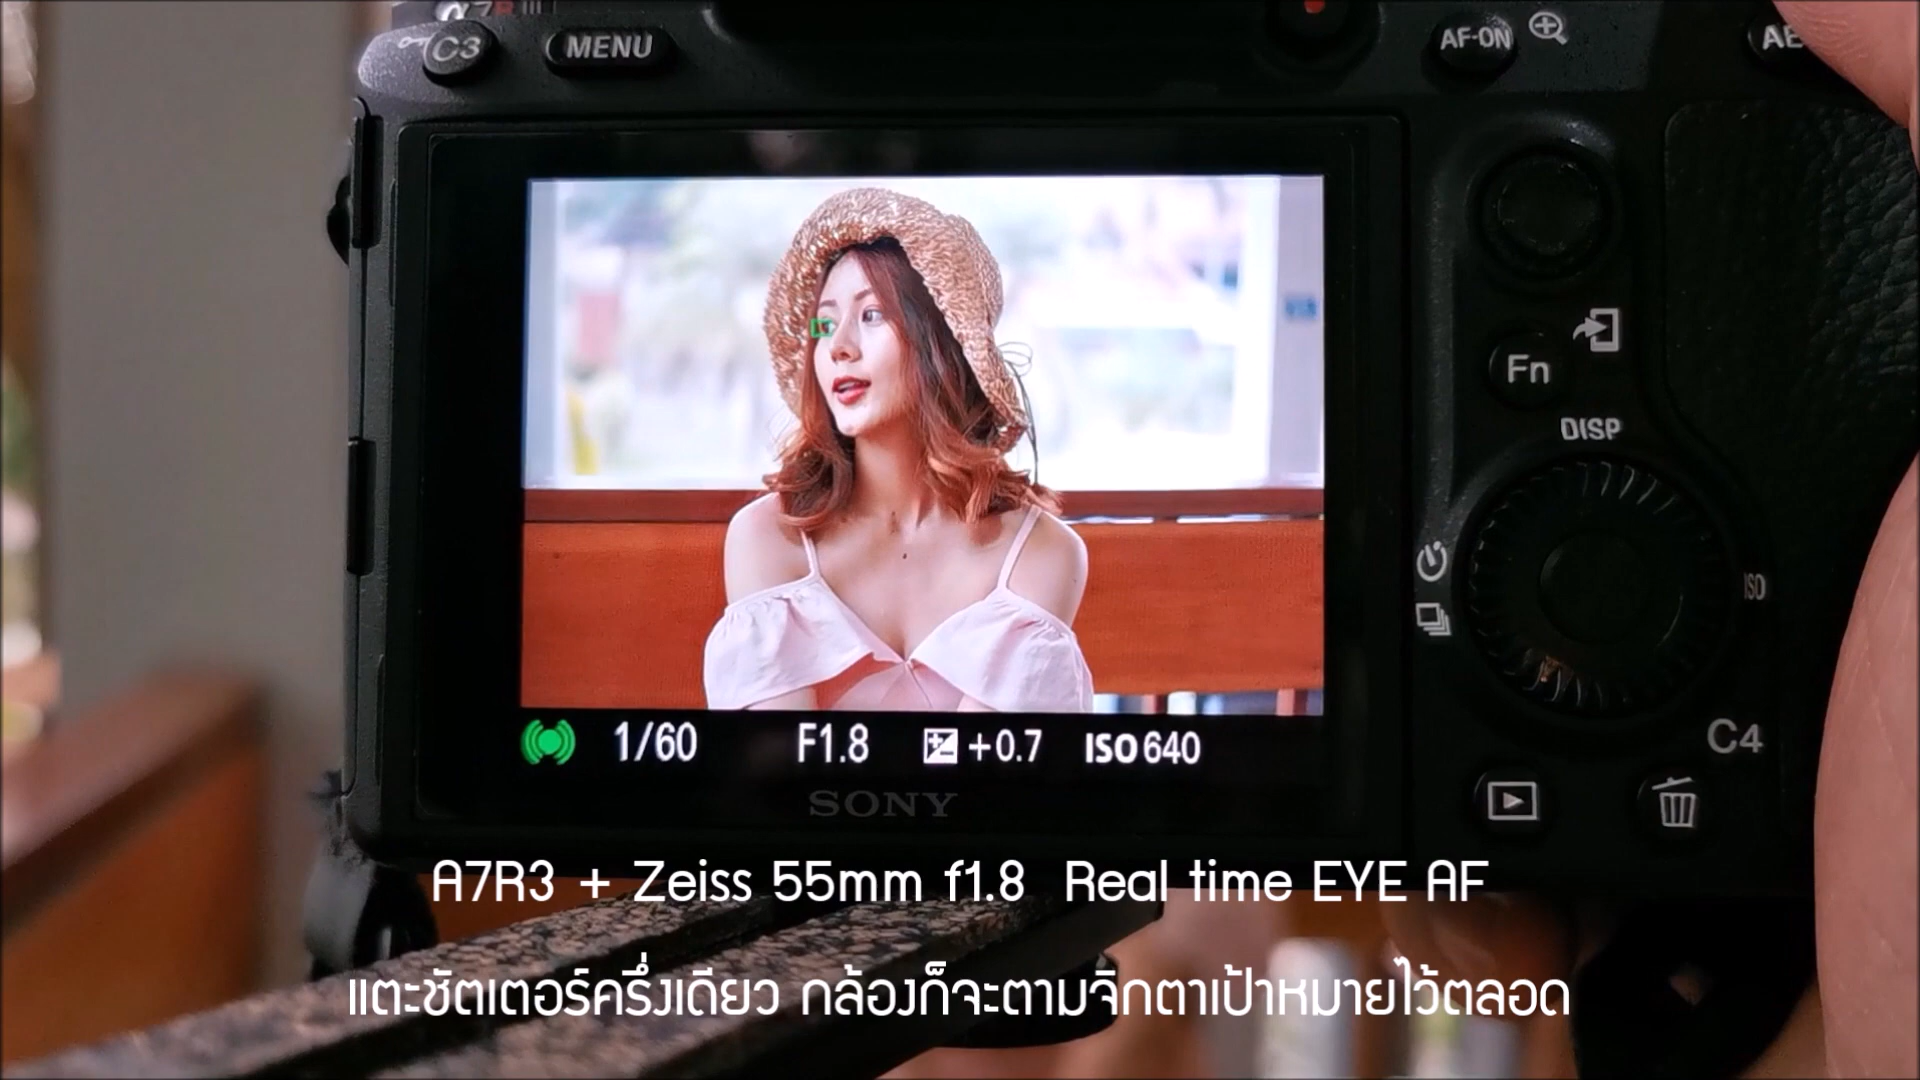 α7R III
C3
MENU
AF-ON
AE
Fn
DISP
ISO
1/60 F1.8 +0.7 ISO 640
C4
SONY
A7R3 + Zeiss 55mm f1.8 Real time EYE AF
แตะชัตเตอร์ครึ่งเดียว กล้องก็จะตามจิกตาเป้าหมายไว้ตลอด